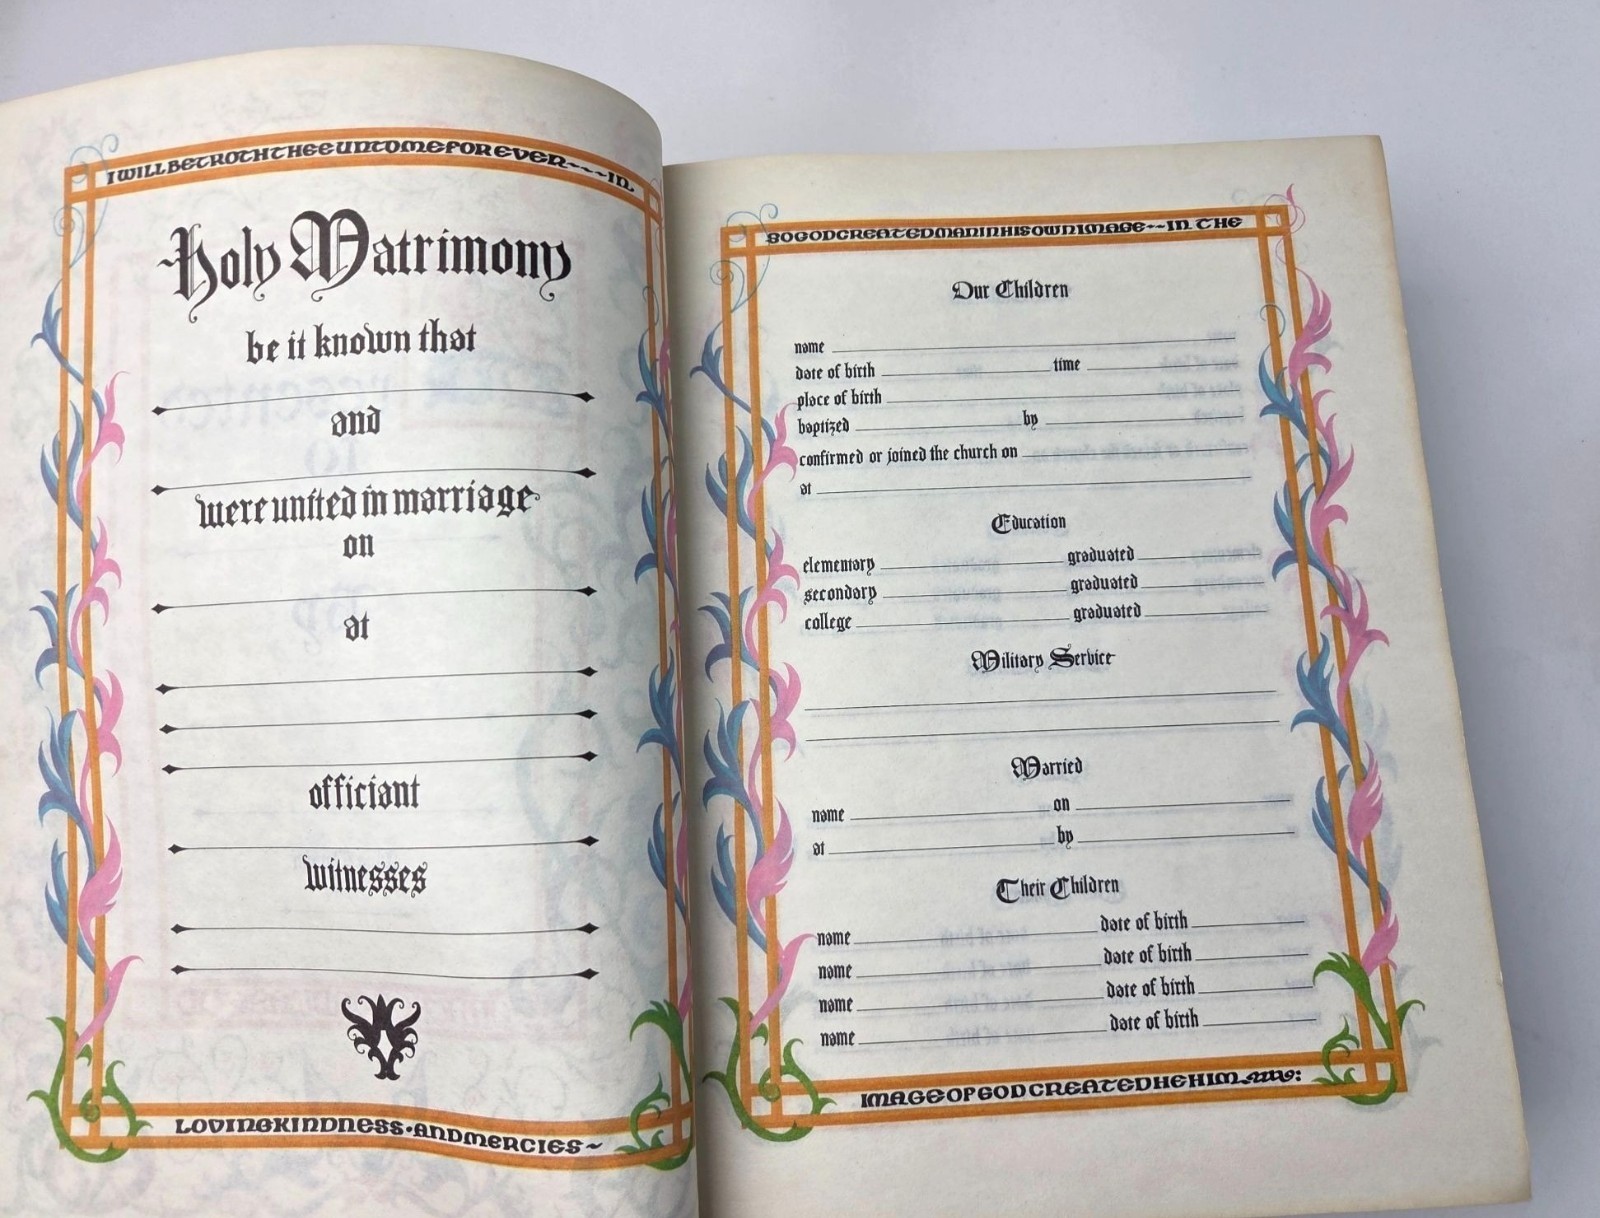 I WILL BETROTH THEE UNTO ME FOREVER~~~IN
Holy Matrimony
be it known that
and
were united in marriage
on
at
officiant
witnesses
LOVINGKINDNESS·ANDMERCIES~
SO GOD CREATED MAN IN HIS OWN IMAGE~~IN THE
Our Children
name
date of birth time
place of birth
baptized by
confirmed or joined the church on
at
Education
elementary graduated
secondary graduated
college graduated
Military Service
Married
name on
at by
Their Children
name date of birth
name date of birth
name date of birth
name date of birth
IMAGE OF GOD CREATED HE HIM